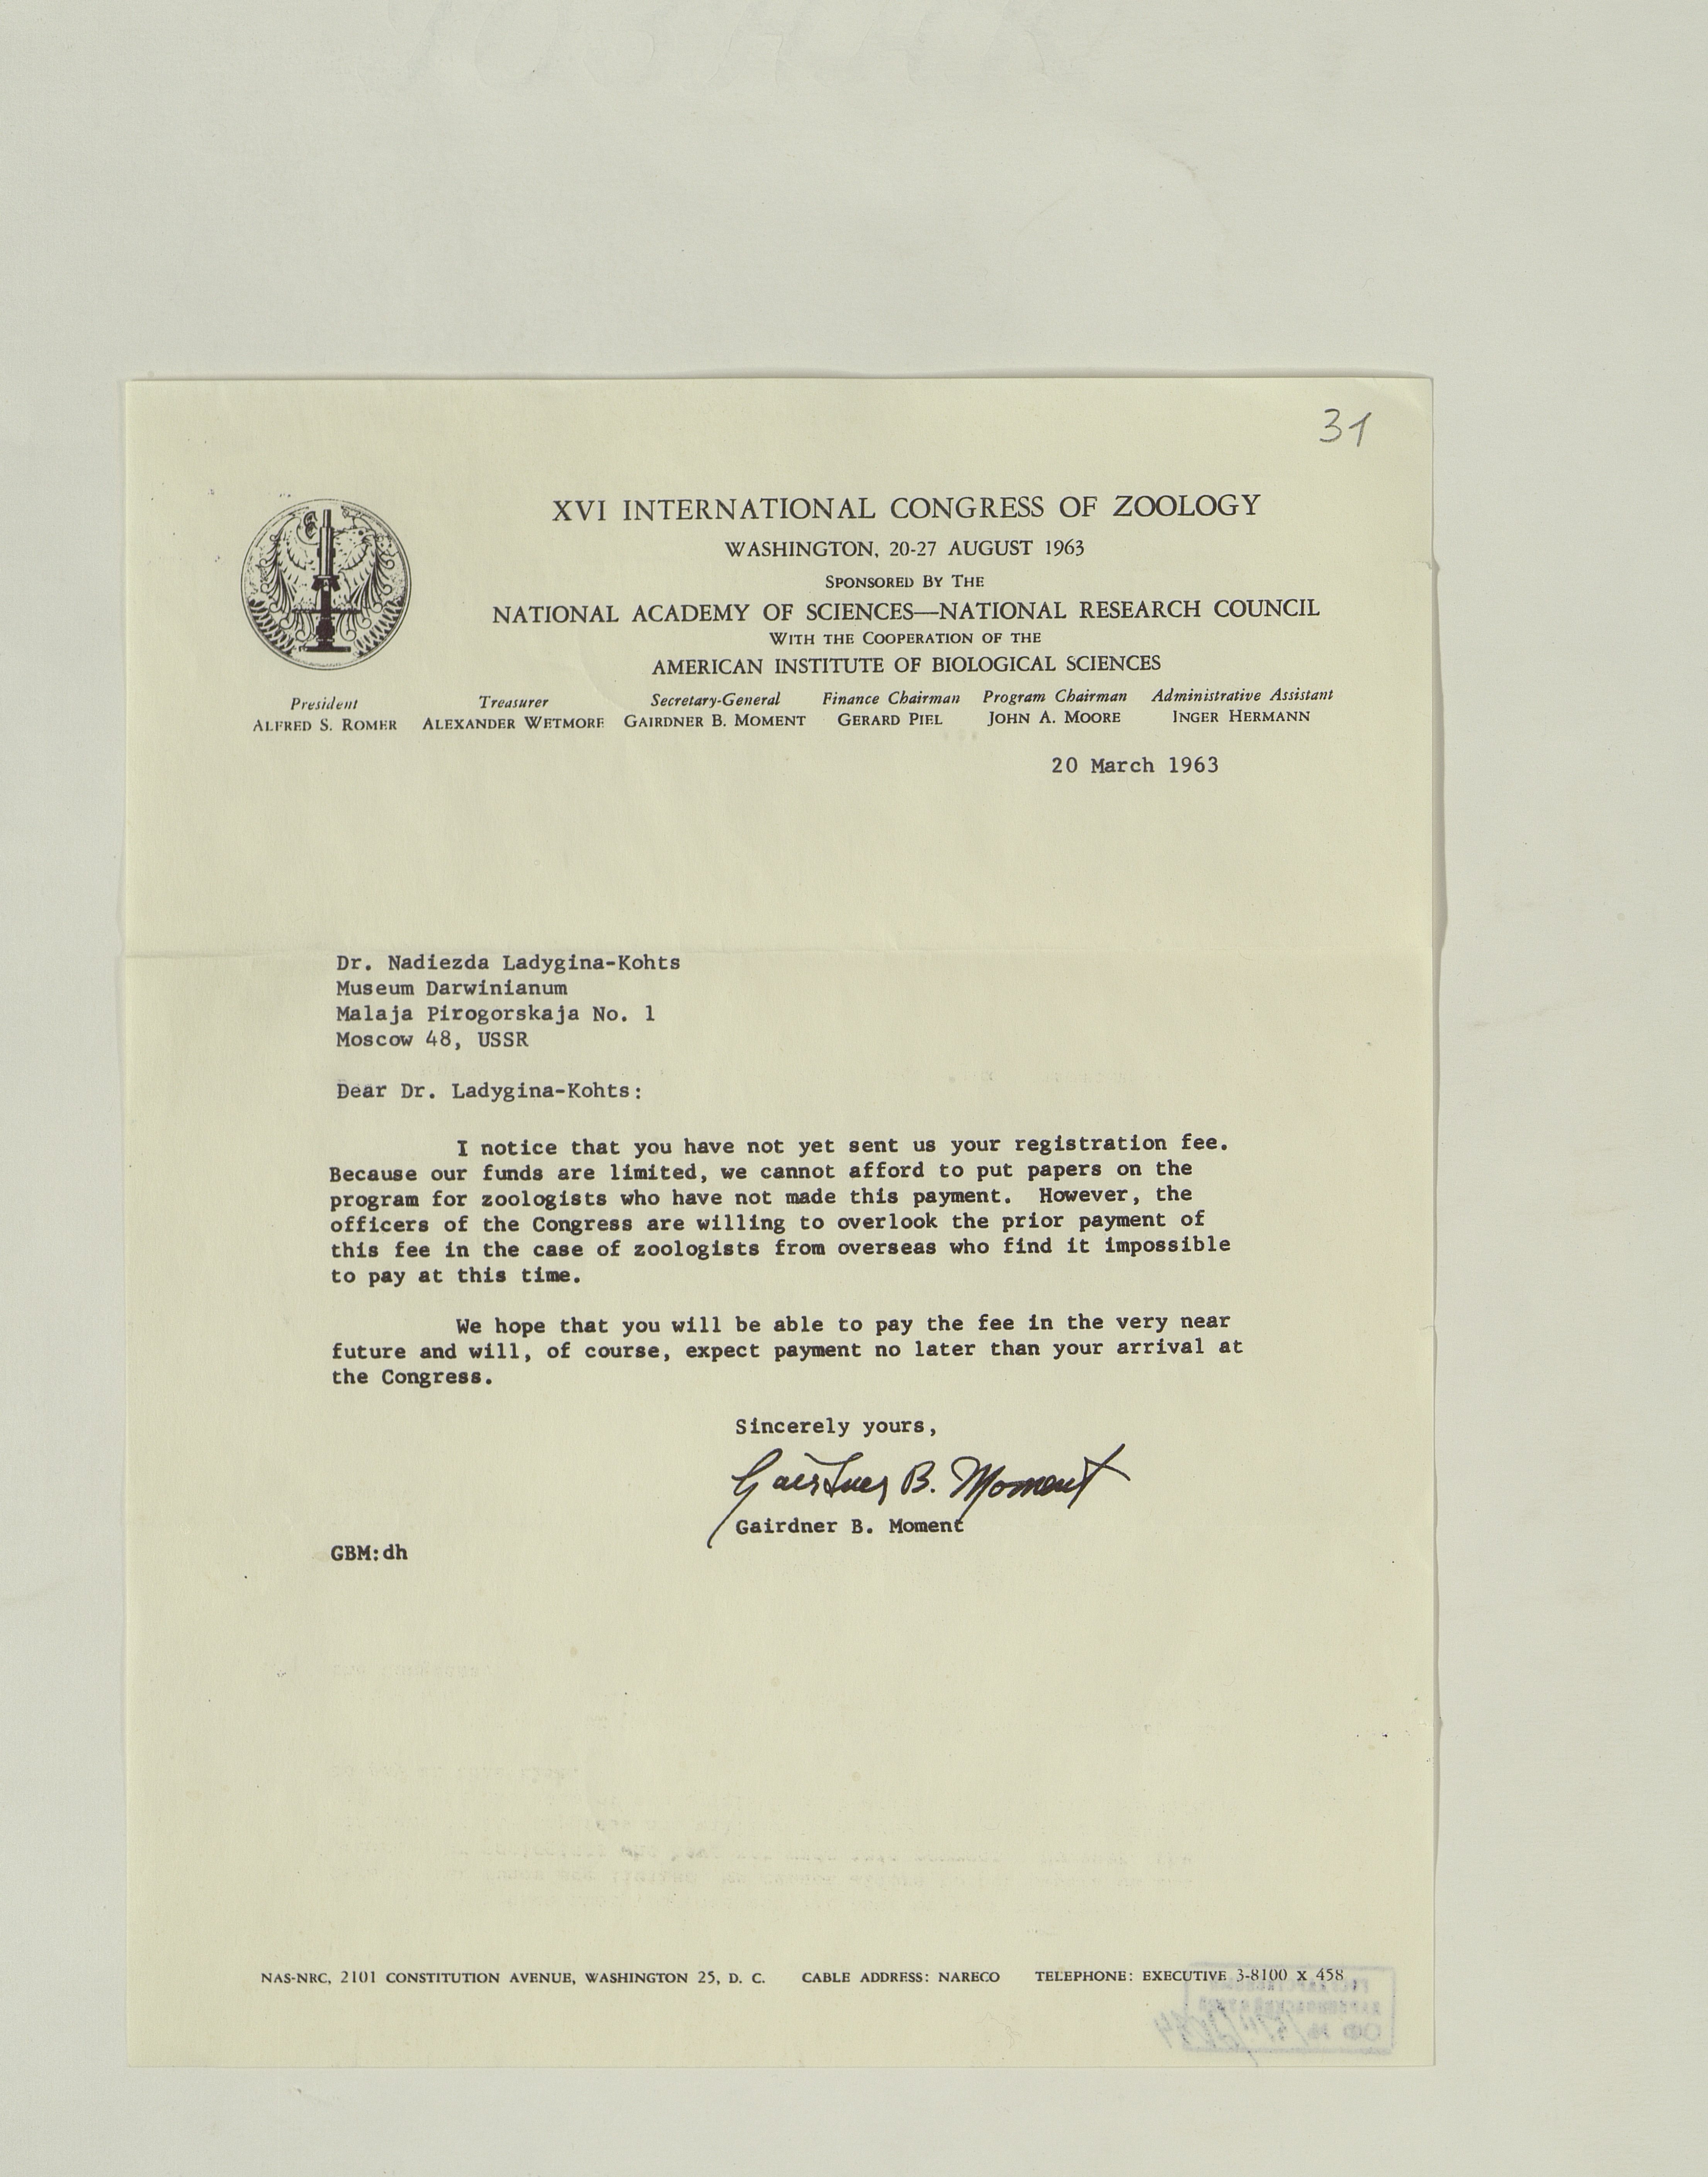 31
XVI INTERNATIONAL CONGRESS OF ZOOLOGY
WASHINGTON, 20-27 AUGUST 1963
SPONSORED BY THE
NATIONAL ACADEMY OF SCIENCES—NATIONAL RESEARCH COUNCIL
WITH THE COOPERATION OF THE
AMERICAN INSTITUTE OF BIOLOGICAL SCIENCES
President Treasurer Secretary-General Finance Chairman Program Chairman Administrative Assistant
ALFRED S. ROMER ALEXANDER WETMORE GAIRDNER B. MOMENT GERARD PIEL JOHN A. MOORE INGER HERMANN
20 March 1963
Dr. Nadiezda Ladygina-Kohts
Museum Darwinianum
Malaja Pirogorskaja No. 1
Moscow 48, USSR
Dear Dr. Ladygina-Kohts:
I notice that you have not yet sent us your registration fee.
Because our funds are limited, we cannot afford to put papers on the
program for zoologists who have not made this payment. However, the
officers of the Congress are willing to overlook the prior payment of
this fee in the case of zoologists from overseas who find it impossible
to pay at this time.
We hope that you will be able to pay the fee in the very near
future and will, of course, expect payment no later than your arrival at
the Congress.
Sincerely yours,
Gairdner B. Moment
Gairdner B. Moment
GBM:dh
NAS-NRC, 2101 CONSTITUTION AVENUE, WASHINGTON 25, D. C. CABLE ADDRESS: NARECO TELEPHONE: EXECUTIVE 3-8100 X 458